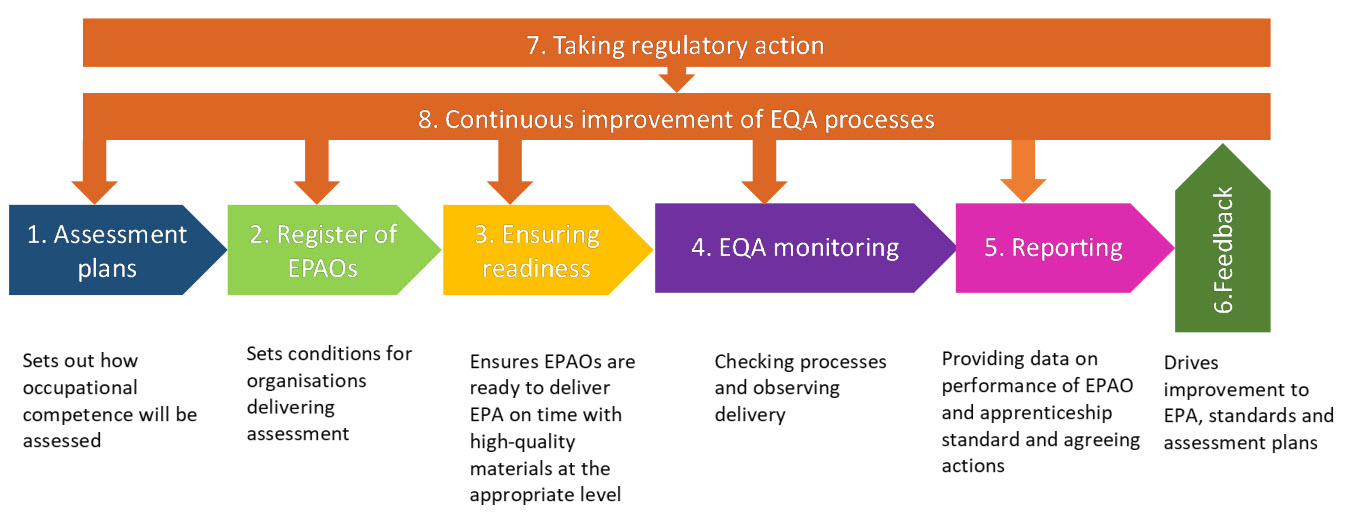 7. Taking regulatory action
8. Continuous improvement of EQA processes
1. Assessment
plans
2. Register of
EPAOs
3. Ensuring
readiness
4. EQA monitoring
5. Reporting
6.Feedback
Sets out how
occupational
competence will be
assessed
Sets conditions for
organisations
delivering
assessment
Ensures EPAOs are
ready to deliver
EPA on time with
high-quality
materials at the
appropriate level
Checking processes
and observing
delivery
Providing data on
performance of EPAO
and apprenticeship
standard and agreeing
actions
Drives
improvement to
EPA, standards and
assessment plans